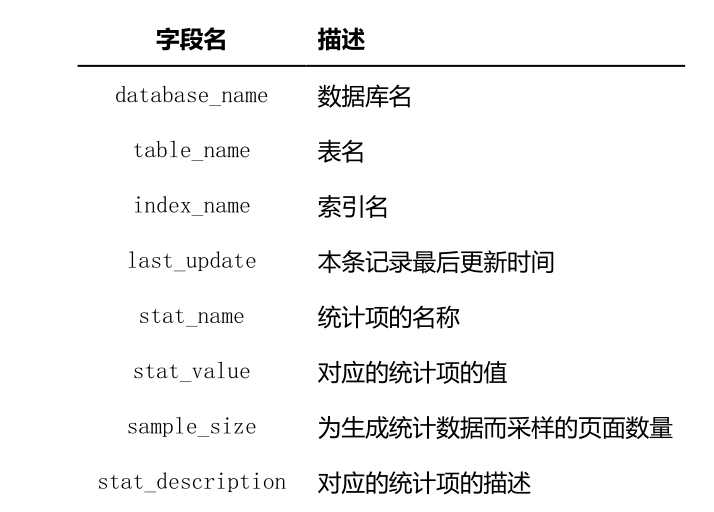 字段名 描述
database_name 数据库名
table_name 表名
index_name 索引名
last_update 本条记录最后更新时间
stat_name 统计项的名称
stat_value 对应的统计项的值
sample_size 为生成统计数据而采样的页面数量
stat_description 对应的统计项的描述